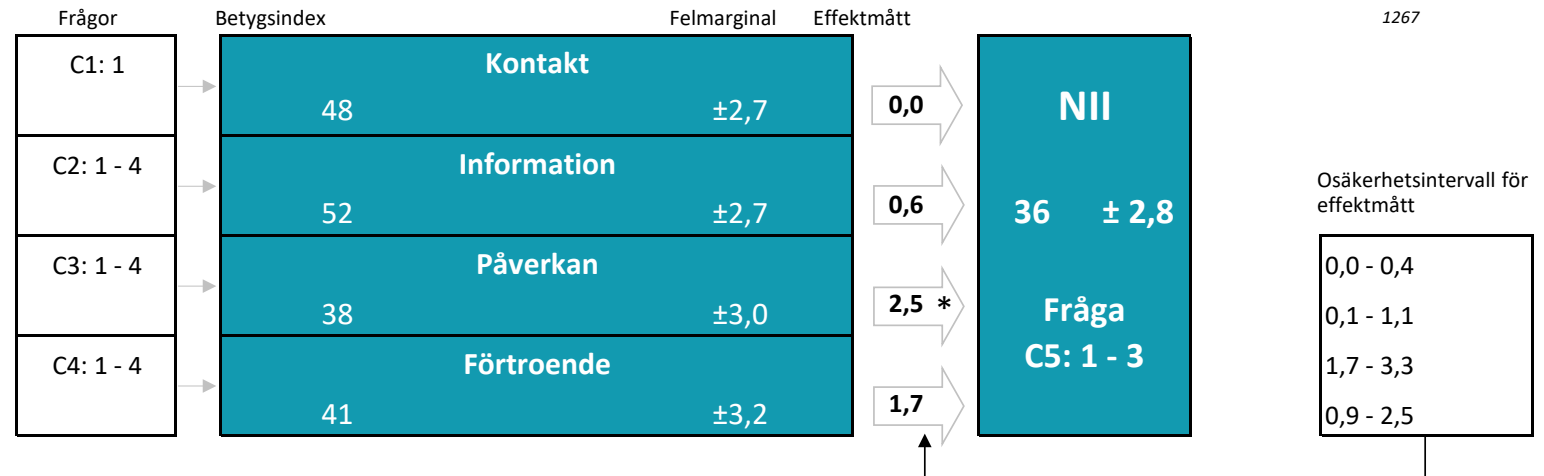 Frågor Betygsindex Felmarginal Effektmått 1267
C1: 1 Kontakt
48 ±2,7 0,0 NII
C2: 1 - 4 Information
52 ±2,7 0,6 36 ± 2,8
Osäkerhetsintervall för
effektmått
C3: 1 - 4 Påverkan 0,0 - 0,4
38 ±3,0 2,5 * Fråga 0,1 - 1,1
C4: 1 - 4 Förtroende C5: 1 - 3 1,7 - 3,3
41 ±3,2 1,7 0,9 - 2,5